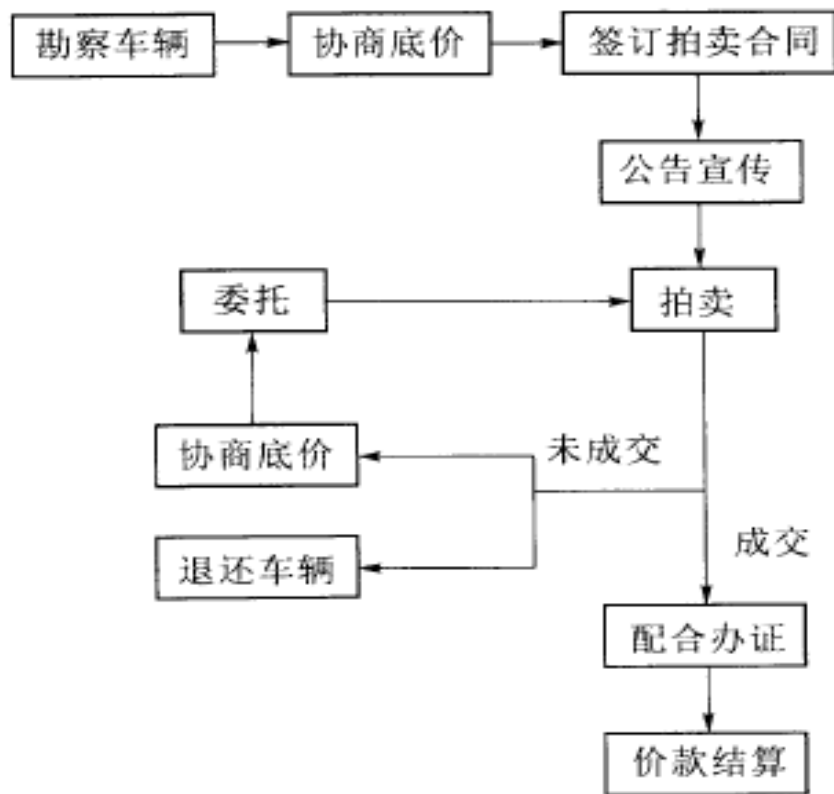 勘察车辆
协商底价
签订拍卖合同
公告宣传
委托
拍卖
协商底价
未成交
退还车辆
成交
配合办证
价款结算